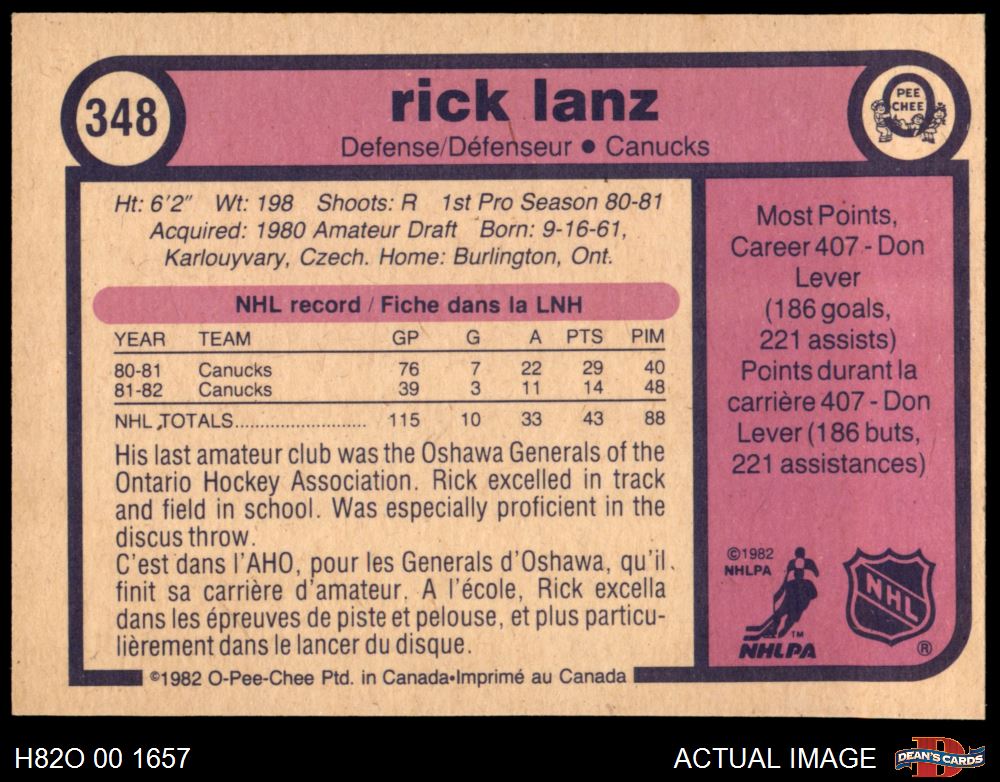 348
rick lanz
PEE
CHEE
Defense/Défenseur ● Canucks
Ht: 6'2" Wt: 198 Shoots: R 1st Pro Season 80-81
Acquired: 1980 Amateur Draft Born: 9-16-61,
Karlouyvary, Czech. Home: Burlington, Ont.
NHL record / Fiche dans la LNH
YEAR TEAM GP G A PTS PIM
80-81 Canucks 76 7 22 29 40
81-82 Canucks 39 3 11 14 48
NHL TOTALS.......................... 115 10 33 43 88
His last amateur club was the Oshawa Generals of the
Ontario Hockey Association. Rick excelled in track
and field in school. Was especially proficient in the
discus throw.
C'est dans l'AHO, pour les Generals d'Oshawa, qu'il
finit sa carrière d'amateur. A l'école, Rick excella
dans les épreuves de piste et pelouse, et plus particu-
lièrement dans le lancer du disque.
©1982 O-Pee-Chee Ptd. in Canada•Imprimé au Canada
Most Points,
Career 407 - Don
Lever
(186 goals,
221 assists)
Points durant la
carrière 407 - Don
Lever (186 buts,
221 assistances)
©1982
NHLPA
TM
NHLPA
NHL
®
H82O 00 1657
ACTUAL IMAGE
D
DEAN'S CARDS